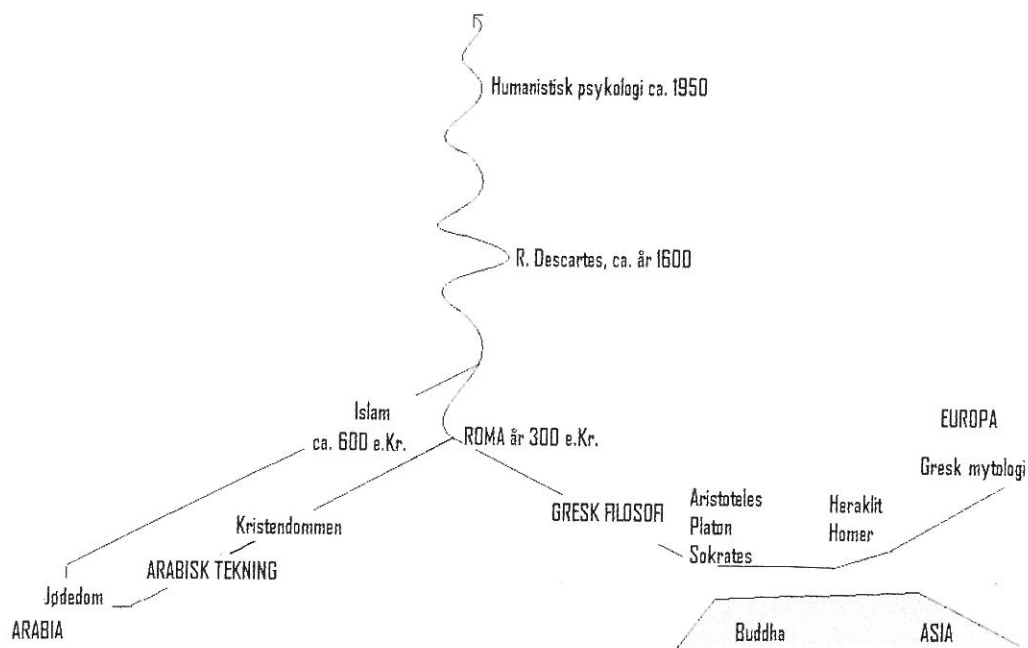 Humanistisk psykologi ca. 1950
R. Descartes, ca. år 1600
Islam
ca. 600 e.Kr.
ROMA år 300 e.Kr.
EUROPA
Gresk mytologi
Kristendommen
GRESK FILOSOFI
Aristoteles
Platon
Sokrates
Heraklit
Homer
ARABISK TEKNING
Jødedom
ARABIA
Buddha
ASIA